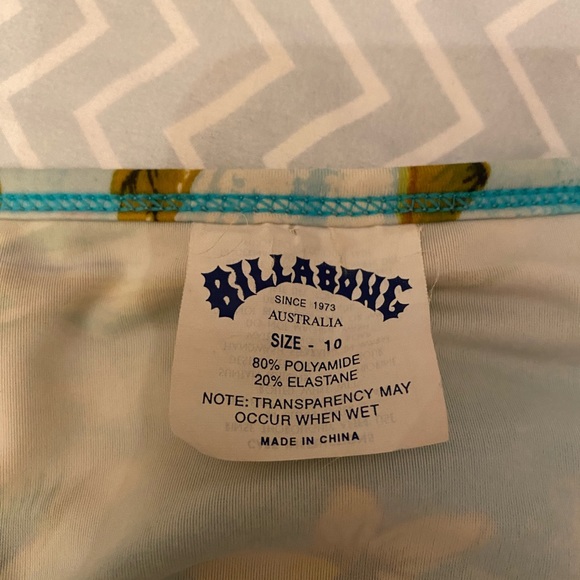 BILLABONG
SINCE 1973
AUSTRALIA
SIZE - 10
80% POLYAMIDE
20% ELASTANE
NOTE: TRANSPARENCY MAY
OCCUR WHEN WET
MADE IN CHINA